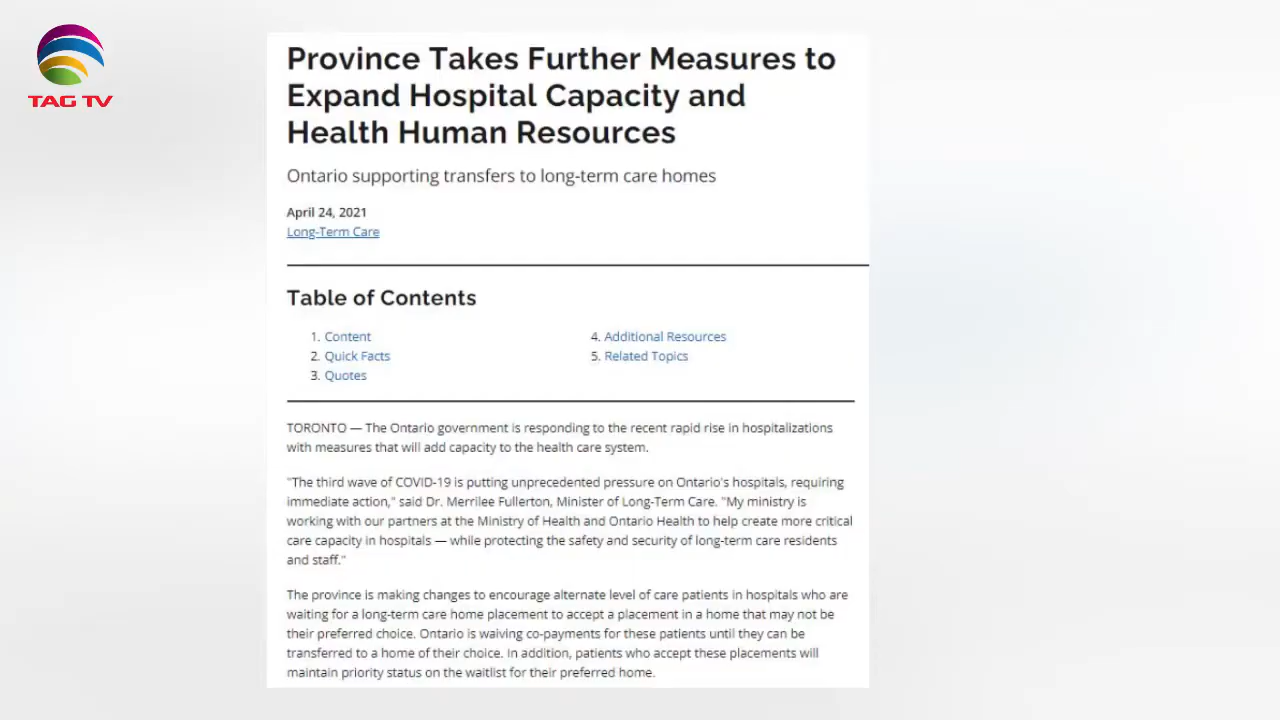 TAG TV
Province Takes Further Measures to
Expand Hospital Capacity and
Health Human Resources
Ontario supporting transfers to long-term care homes
April 24, 2021
Long-Term Care
Table of Contents
1. Content
2. Quick Facts
3. Quotes
4. Additional Resources
5. Related Topics
TORONTO — The Ontario government is responding to the recent rapid rise in hospitalizations
with measures that will add capacity to the health care system.
"The third wave of COVID-19 is putting unprecedented pressure on Ontario's hospitals, requiring
immediate action," said Dr. Merrilee Fullerton, Minister of Long-Term Care. "My ministry is
working with our partners at the Ministry of Health and Ontario Health to help create more critical
care capacity in hospitals — while protecting the safety and security of long-term care residents
and staff."
The province is making changes to encourage alternate level of care patients in hospitals who are
waiting for a long-term care home placement to accept a placement in a home that may not be
their preferred choice. Ontario is waiving co-payments for these patients until they can be
transferred to a home of their choice. In addition, patients who accept these placements will
maintain priority status on the waitlist for their preferred home.